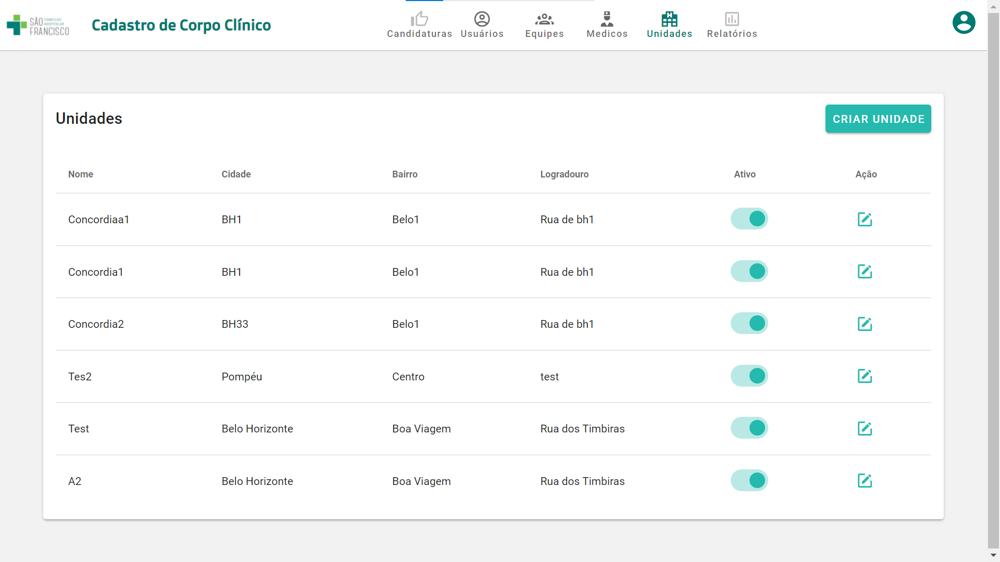 SÃO COMPLEXO HOSPITALAR FRANCISCO
Cadastro de Corpo Clínico
Candidaturas Usuários Equipes Medicos Unidades Relatórios
Unidades
CRIAR UNIDADE
Nome Cidade Bairro Logradouro Ativo Ação
Concordiaa1 BH1 Belo1 Rua de bh1
Concordia1 BH1 Belo1 Rua de bh1
Concordia2 BH33 Belo1 Rua de bh1
Tes2 Pompéu Centro test
Test Belo Horizonte Boa Viagem Rua dos Timbiras
A2 Belo Horizonte Boa Viagem Rua dos Timbiras